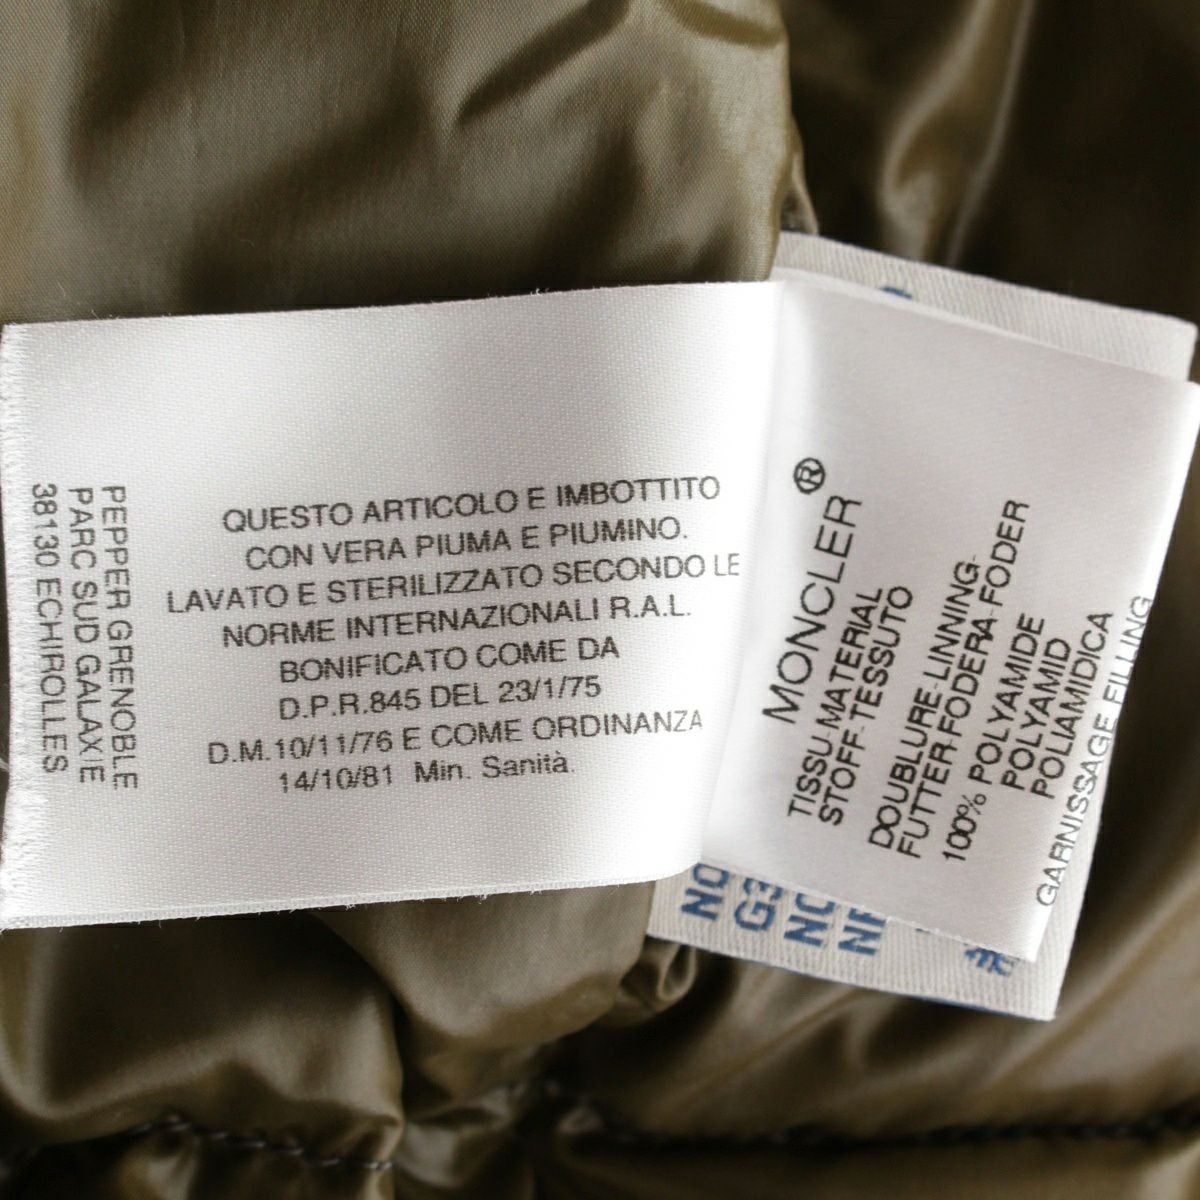 PEPPER GRENOBLE
PARC SUD GALAXIE
38130 ECHIROLLES
QUESTO ARTICOLO E IMBOTTITO
CON VERA PIUMA E PIUMINO.
LAVATO E STERILIZZATO SECONDO LE
NORME INTERNAZIONALI R.A.L.
BONIFICATO COME DA
D.P.R.845 DEL 23/1/75
D.M.10/11/76 E COME ORDINANZA
14/10/81 Min. Sanità.
MONCLER®
TISSU-MATERIAL
STOFF-TESSUTO
DOUBLURE-LINNING-
FUTTER-FODERA-FODER
100% POLYAMIDE
POLYAMID
POLIAMIDICA
GARNISSAGE FILLING
NO
G3